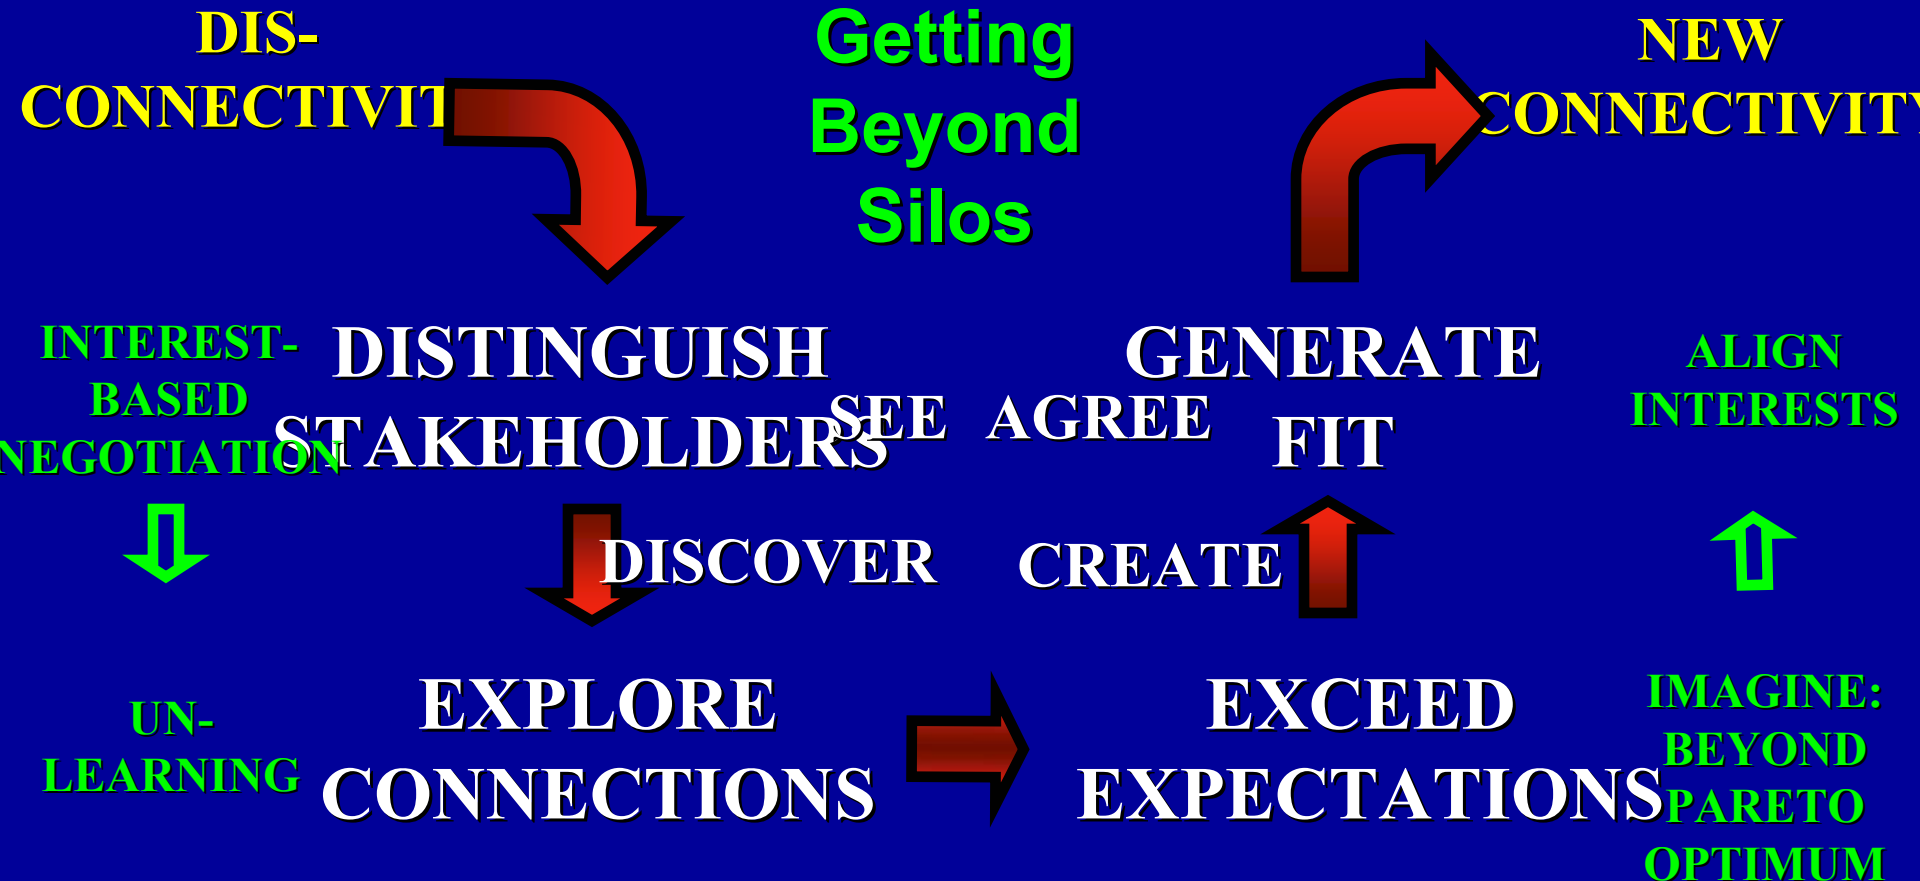 DIS-
CONNECTIVIT
Getting
Beyond
Silos
NEW
CONNECTIVITY
INTEREST-
BASED
NEGOTIATION
DISTINGUISH
STAKEHOLDERS
SEE
AGREE
GENERATE
FIT
ALIGN
INTERESTS
DISCOVER
CREATE
UN-
LEARNING
EXPLORE
CONNECTIONS
EXCEED
EXPECTATIONS
IMAGINE:
BEYOND
PARETO
OPTIMUM